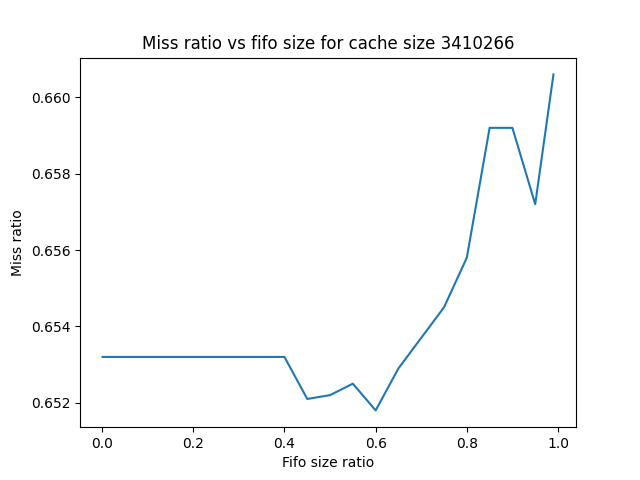 Miss ratio vs fifo size for cache size 3410266
0.660
0.658
0.656
0.654
0.652
Miss ratio
0.0 0.2 0.4 0.6 0.8 1.0
Fifo size ratio